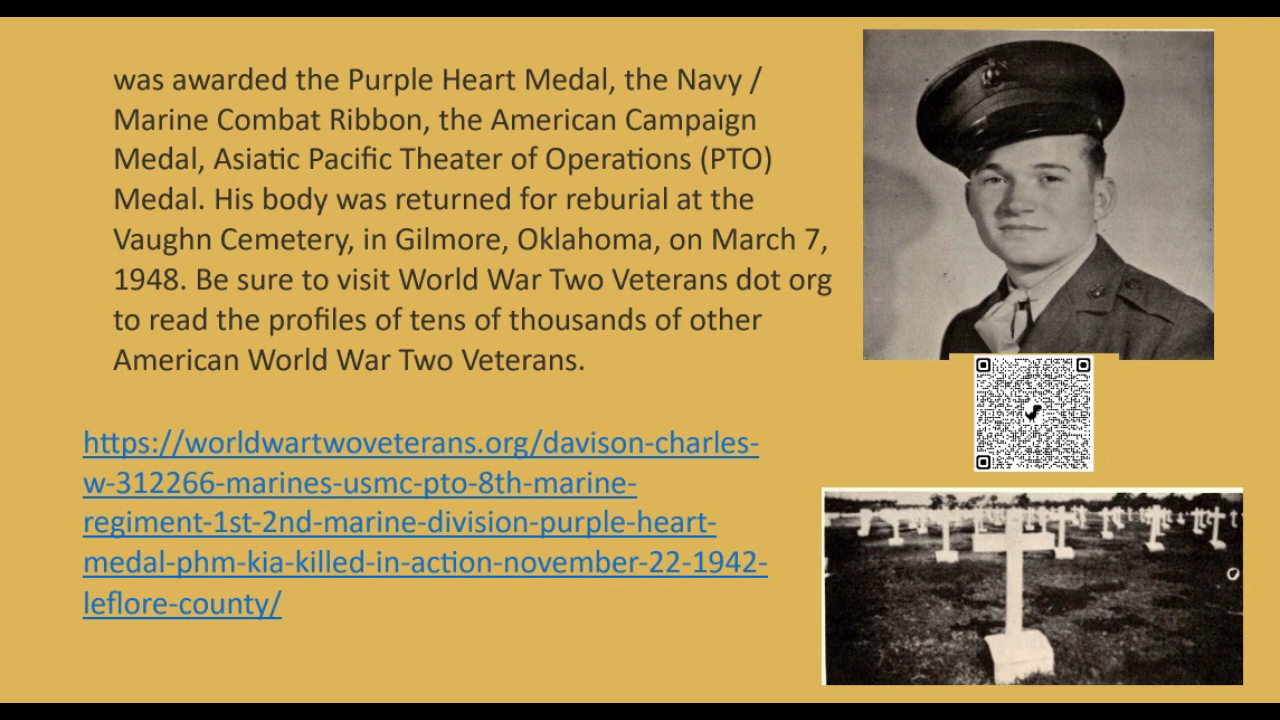 was awarded the Purple Heart Medal, the Navy /
Marine Combat Ribbon, the American Campaign
Medal, Asiatic Pacific Theater of Operations (PTO)
Medal. His body was returned for reburial at the
Vaughn Cemetery, in Gilmore, Oklahoma, on March 7,
1948. Be sure to visit World War Two Veterans dot org
to read the profiles of tens of thousands of other
American World War Two Veterans.
https://worldwartwoveterans.org/davison-charles-
w-312266-marines-usmc-pto-8th-marine-
regiment-1st-2nd-marine-division-purple-heart-
medal-phm-kia-killed-in-action-november-22-1942-
leflore-county/